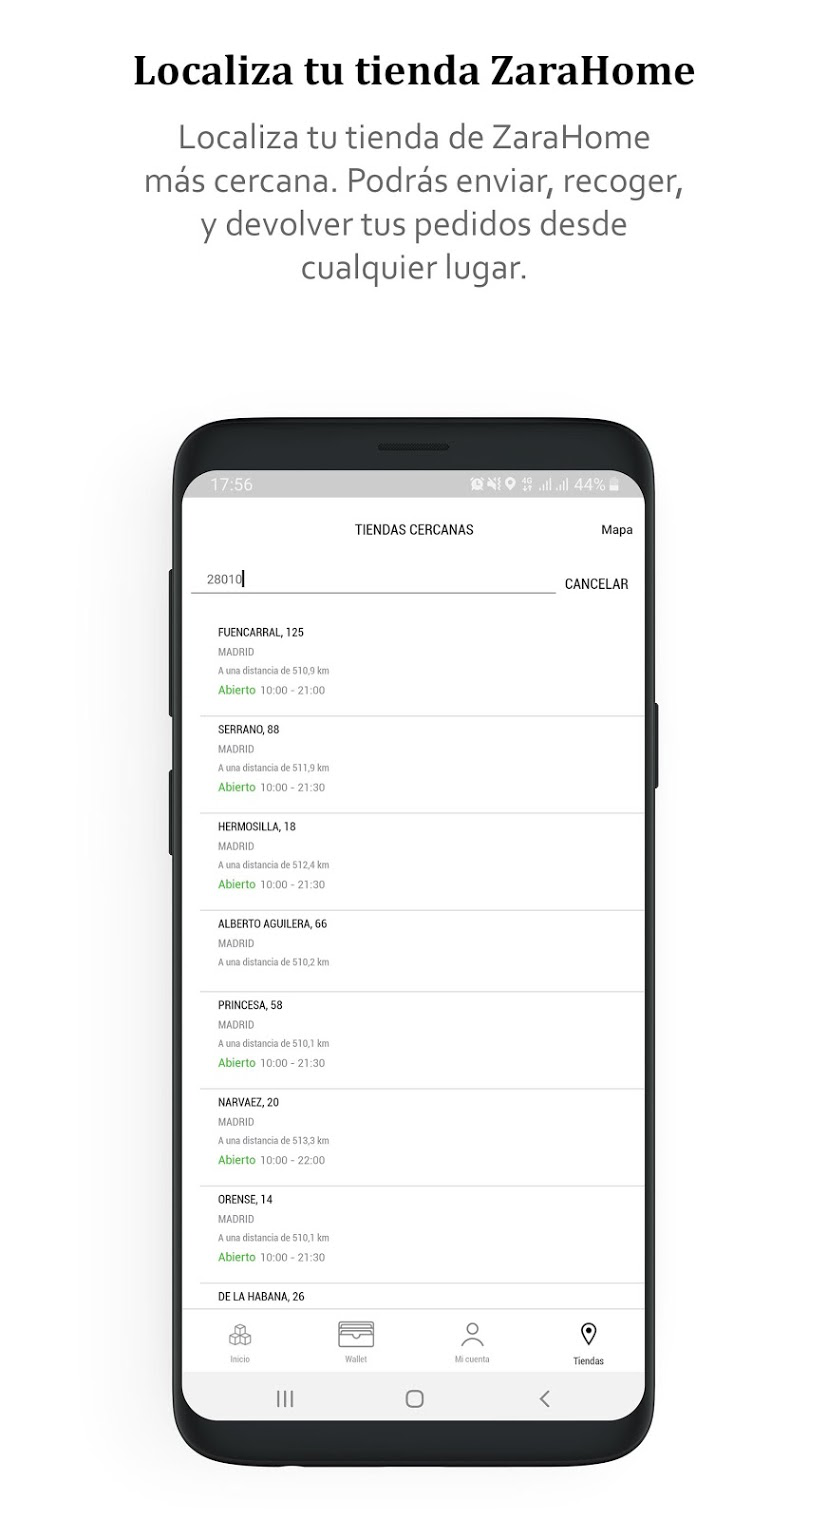 Localiza tu tienda ZaraHome
Localiza tu tienda de ZaraHome
más cercana. Podrás enviar, recoger,
y devolver tus pedidos desde
cualquier lugar.
17:56
4G 44%
TIENDAS CERCANAS
Mapa
28010
CANCELAR
FUENCARRAL, 125
MADRID
A una distancia de 510,9 km
Abierto 10:00 - 21:00
SERRANO, 88
MADRID
A una distancia de 511,9 km
Abierto 10:00 - 21:30
HERMOSILLA, 18
MADRID
A una distancia de 512,4 km
Abierto 10:00 - 21:30
ALBERTO AGUILERA, 66
MADRID
A una distancia de 510,2 km
PRINCESA, 58
MADRID
A una distancia de 510,1 km
Abierto 10:00 - 21:30
NARVAEZ, 20
MADRID
A una distancia de 513,3 km
Abierto 10:00 - 22:00
ORENSE, 14
MADRID
A una distancia de 510,1 km
Abierto 10:00 - 21:30
DE LA HABANA, 26
Inicio
Wallet
Mi cuenta
Tiendas